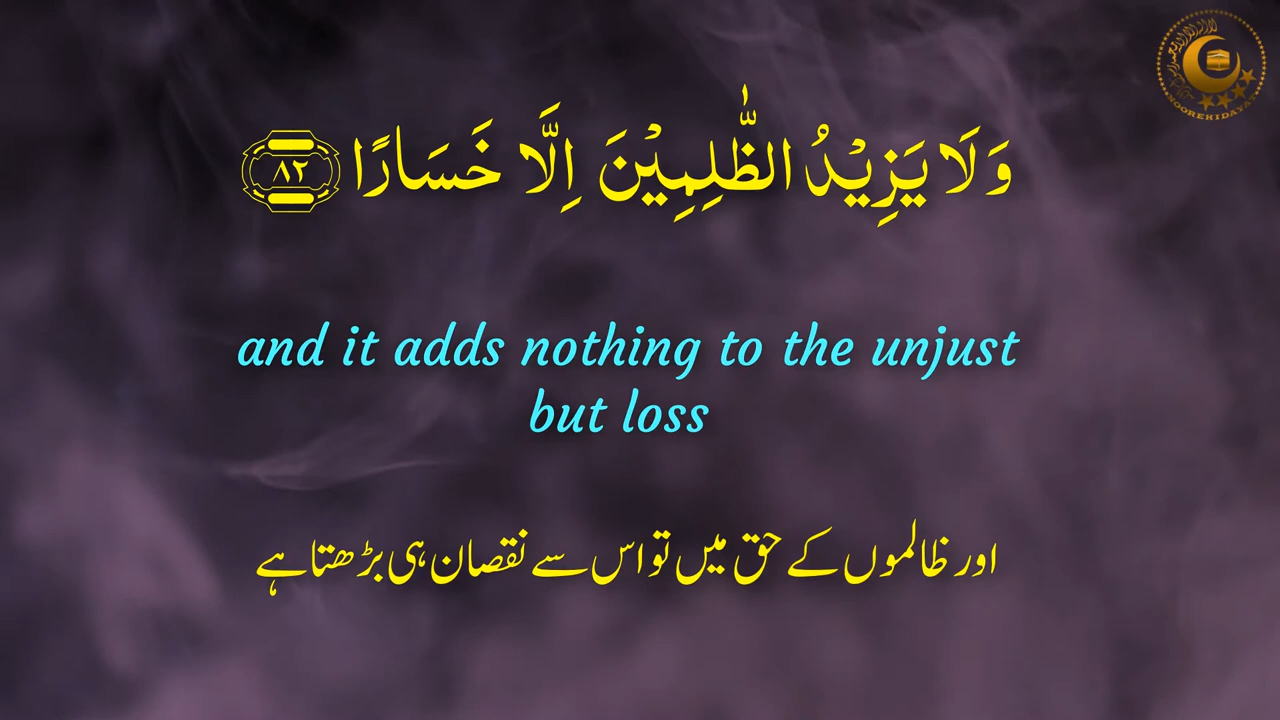 وَلَا يَزِيْدُ الظّٰلِمِيْنَ اِلَّا خَسَارًا ۸۲
and it adds nothing to the unjust
but loss
اور ظالموں کے حق میں تو اس سے نقصان ہی بڑھتا ہے
NOOREHIDAYAT